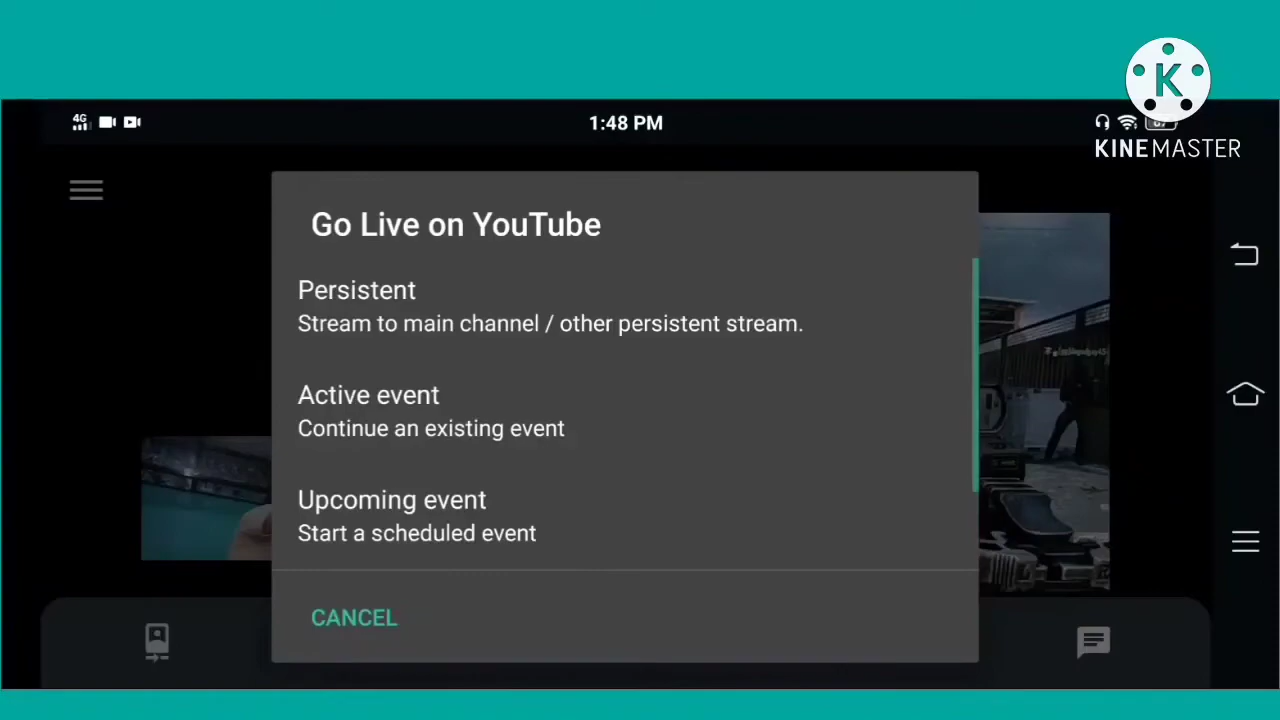 4G
1:48 PM
K
KINEMASTER
Go Live on YouTube
Persistent
Stream to main channel / other persistent stream.
Active event
Continue an existing event
Upcoming event
Start a scheduled event
CANCEL